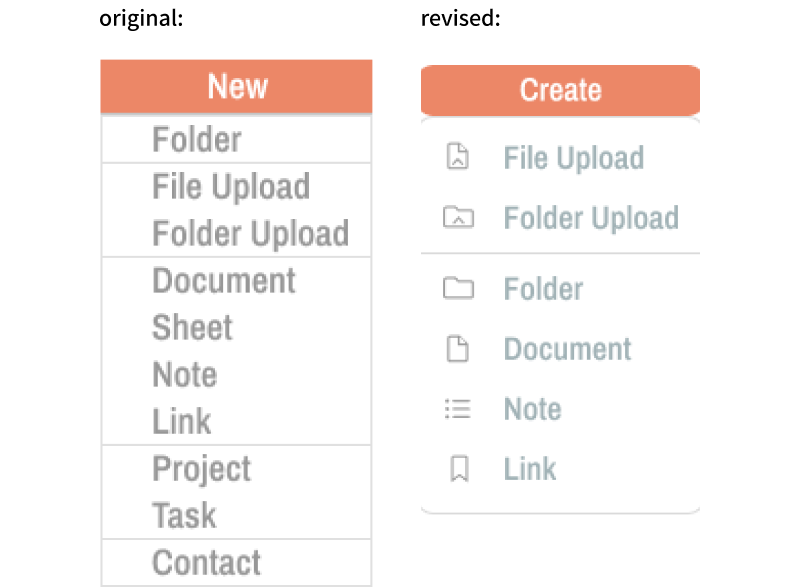 original:
New
Folder
File Upload
Folder Upload
Document
Sheet
Note
Link
Project
Task
Contact
revised:
Create
File Upload
Folder Upload
Folder
Document
Note
Link